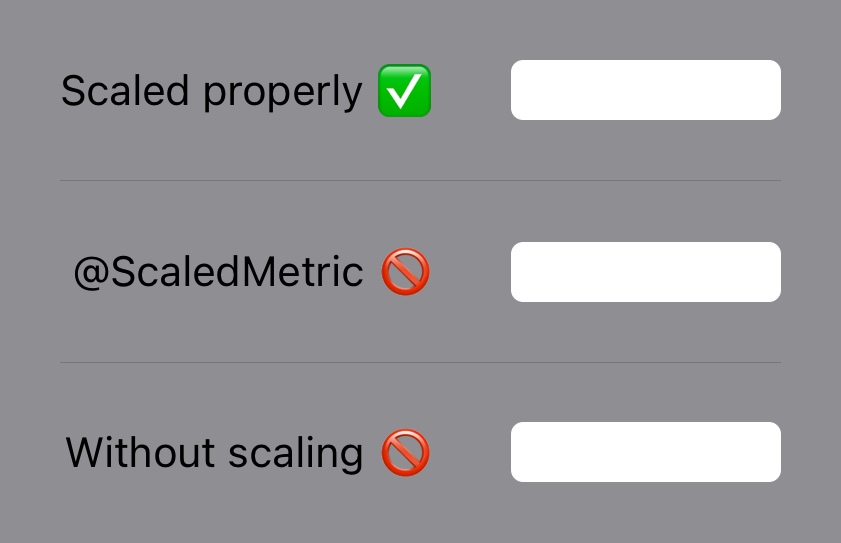 Scaled properly ✅
@ScaledMetric 🚫
Without scaling 🚫